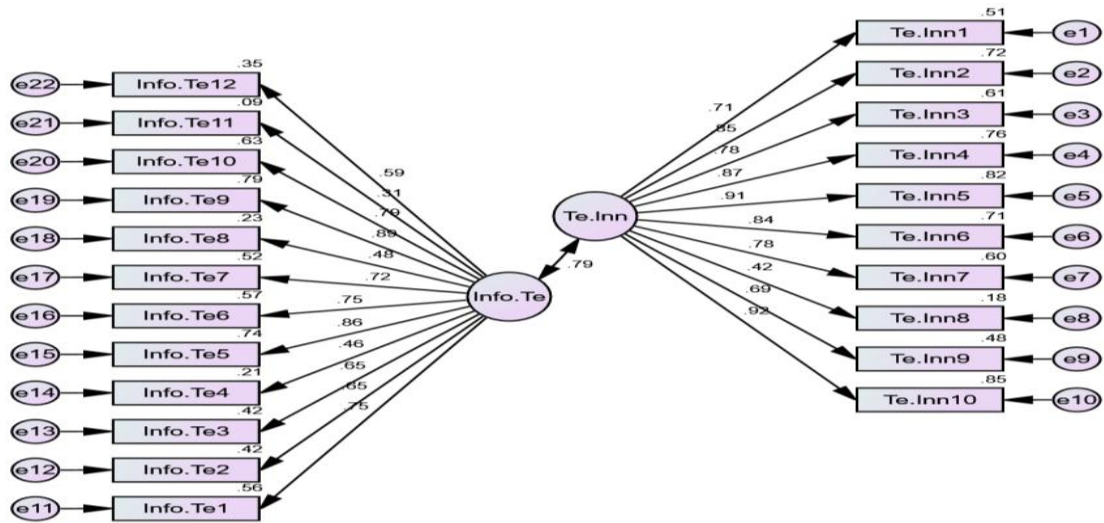 .35
e22 Info.Te12
.09
e21 Info.Te11
.63
e20 Info.Te10
.79
e19 Info.Te9
.23
e18 Info.Te8
.52
e17 Info.Te7
.57
e16 Info.Te6
.74
e15 Info.Te5
.21
e14 Info.Te4
.42
e13 Info.Te3
.42
e12 Info.Te2
.56
e11 Info.Te1
.59
.31
.79
.89
.48
.72
.75
.86
.46
.65
.65
.75
Info.Te
.79
Te.Inn
.71
.85
.78
.87
.91
.84
.78
.42
.69
.92
.51
Te.Inn1 e1
.72
Te.Inn2 e2
.61
Te.Inn3 e3
.76
Te.Inn4 e4
.82
Te.Inn5 e5
.71
Te.Inn6 e6
.60
Te.Inn7 e7
.18
Te.Inn8 e8
.48
Te.Inn9 e9
.85
Te.Inn10 e10